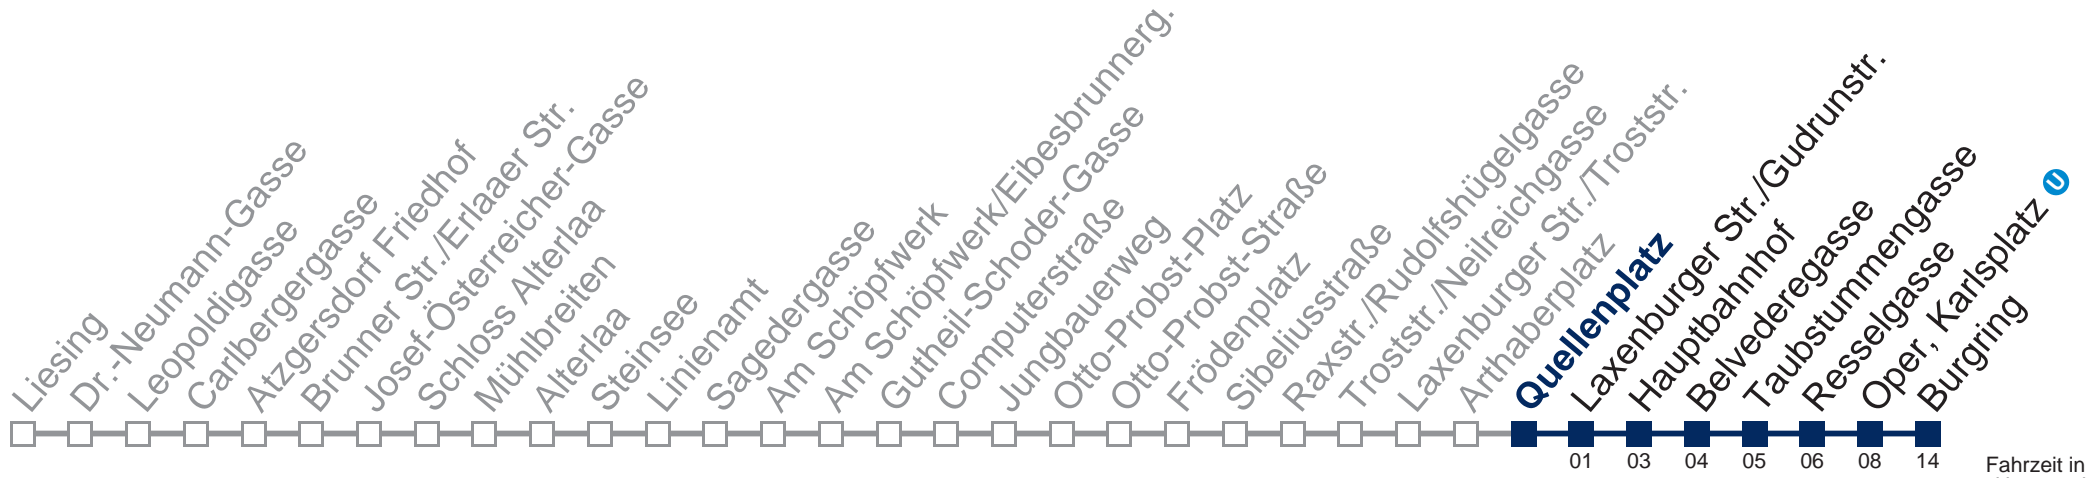 Liesing
Dr.-Neumann-Gasse
Leopoldigasse
Carlbergergasse
Atzgersdorf Friedhof
Brunner Str./Erlaaer Str.
Josef-Österreicher-Gasse
Schloss Alterlaa
Mühlbreiten
Alterlaa
Steinsee
Linienamt
Sagedergasse
Am Schöpfwerk
Am Schöpfwerk/Eibesbrunnerg.
Gutheil-Schoder-Gasse
Computerstraße
Jungbauerweg
Otto-Probst-Platz
Otto-Probst-Straße
Frödenplatz
Sibeliusstraße
Raxstr./Rudolfshügelgasse
Troststr./Neilreichgasse
Laxenburger Str./Troststr.
Arthaberplatz
Quellenplatz
Laxenburger Str./Gudrunstr.
Hauptbahnhof
Belvederegasse
Taubstummengasse
Resselgasse
Oper, Karlsplatz U
Burgring
01 03 04 05 06 08 14
Fahrzeit in